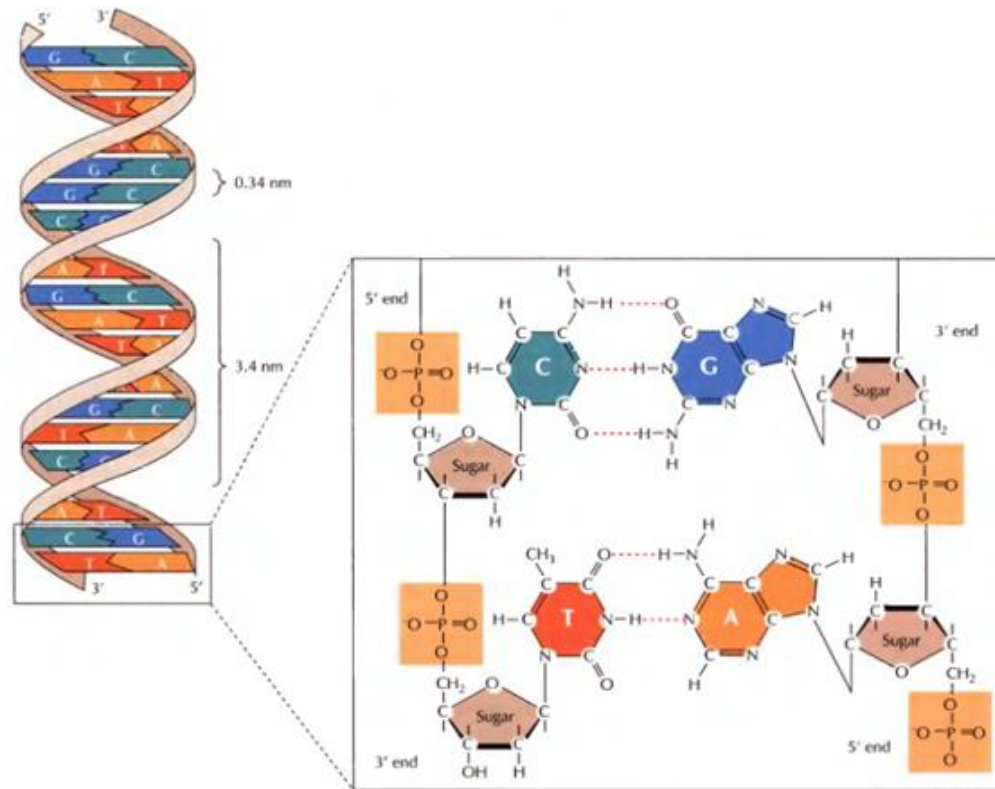 5' 3'
G C
A T
T
A
G C
0.34 nm
G C
C G
A T
G C
A T
T
3.4 nm
A
G C
T A
C G
A T
C G
T A
3' 5'
5' end
3' end
H
N-H O N H
H C C C C
H-C C N H-N G C N
N C C N
O H-N
H
O
⁻O-P=O
O
CH₂
O
C Sugar C
C C
H
H
C Sugar C
O
CH₂
O
⁻O-P=O
O
CH₃ O H-N H N H
C C C C
H-C T N-H N A C N
N C C N
O H
O
⁻O-P=O
O
CH₂
O
C Sugar C
C C
OH H
3' end
H
C Sugar C
O
CH₂
O
⁻O-P=O
O
5' end